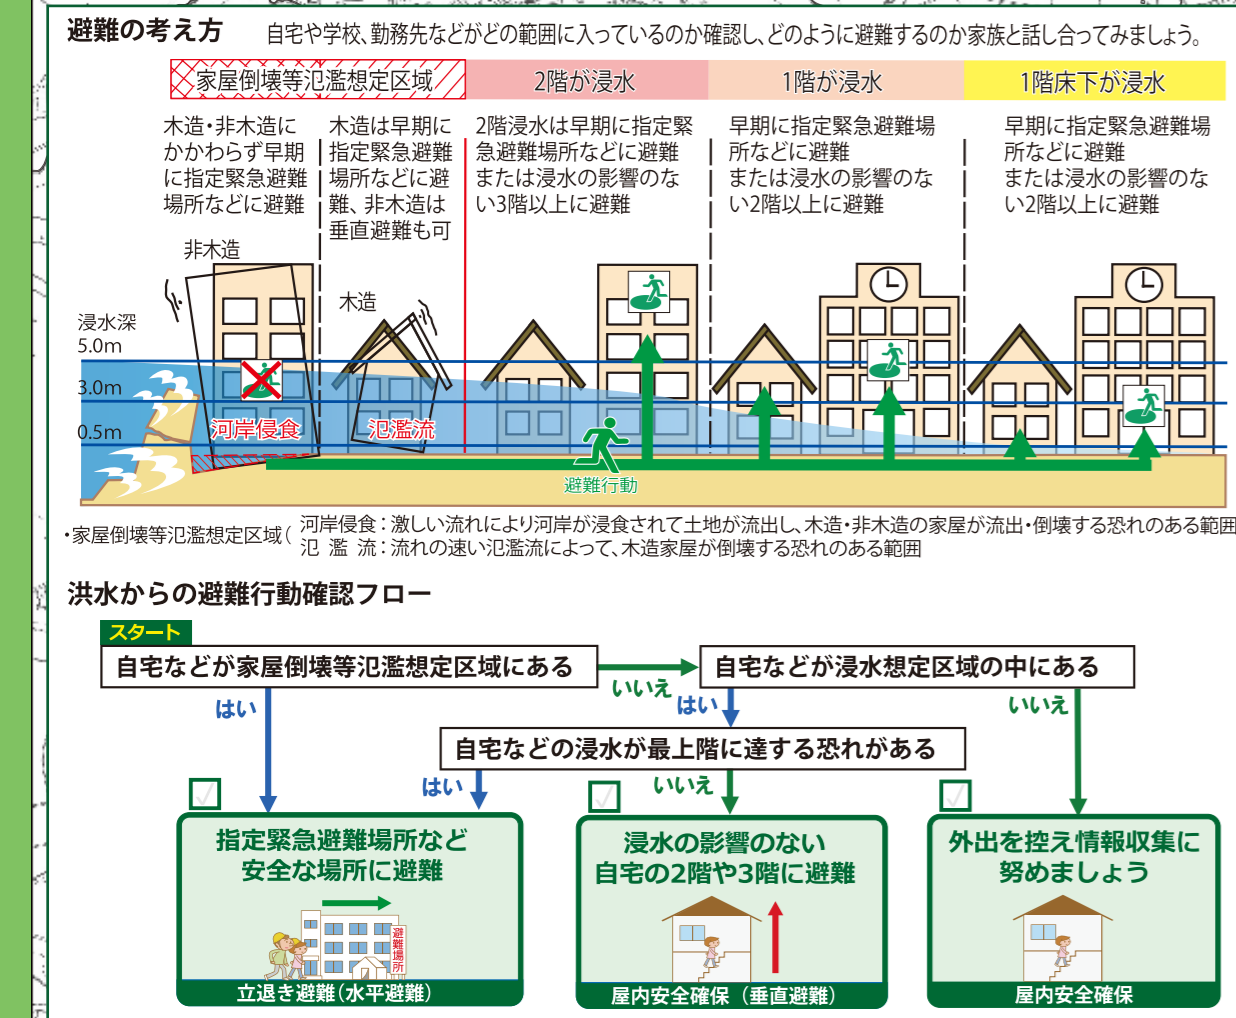 避難の考え方
自宅や学校、勤務先などがどの範囲に入っているのか確認し、どのように避難するのか家族と話し合ってみましょう。
家屋倒壊等氾濫想定区域
2階が浸水
1階が浸水
1階床下が浸水
木造・非木造に
かかわらず早期
に指定緊急避難
場所などに避難
木造は早期に
指定緊急避難
場所などに避
難、非木造は
垂直避難も可
2階浸水は早期に指定緊
急避難場所などに避難
または浸水の影響のな
い3階以上に避難
早期に指定緊急避難場
所などに避難
または浸水の影響のな
い2階以上に避難
早期に指定緊急避難場
所などに避難
または浸水の影響のな
い2階以上に避難
非木造
木造
浸水深
5.0m
3.0m
0.5m
河岸侵食
氾濫流
避難行動
・家屋倒壊等氾濫想定区域(
河岸侵食：激しい流れにより河岸が浸食されて土地が流出し、木造・非木造の家屋が流出・倒壊する恐れのある範囲
氾 濫 流：流れの速い氾濫流によって、木造家屋が倒壊する恐れのある範囲
洪水からの避難行動確認フロー
スタート
自宅などが家屋倒壊等氾濫想定区域にある
いいえ
自宅などが浸水想定区域の中にある
はい
はい
いいえ
自宅などの浸水が最上階に達する恐れがある
はい
いいえ
指定緊急避難場所など
安全な場所に避難
避難場所
立退き避難(水平避難)
浸水の影響のない
自宅の2階や3階に避難
屋内安全確保（垂直避難）
外出を控え情報収集に
努めましょう
屋内安全確保